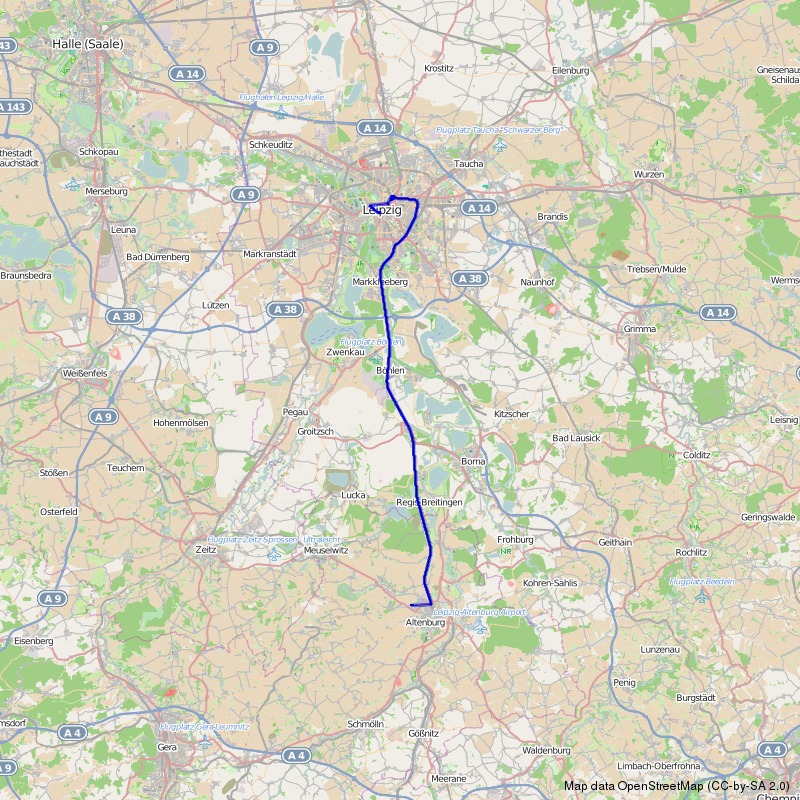 Halle (Saale)
43
A 9
Krostitz
A 14
Eilenburg
Gneisenau
Schilda
A 143
Flughafen Leipzig/Halle
A 14
Flugplatz Taucha "Schwarzer Berg"
Schkeuditz
Schkopau
Taucha
Wurzen
Merseburg
A 9
Leipzig
A 14
Brandis
Leuna
Bad Dürrenberg
Markranstädt
Braunsbedra
Markkleeberg
A 38
Naunhof
Trebsen/Mulde
Lützen
A 38
A 38
A 14
Grimma
Zwenkau
Weißenfels
Böhlen
A 9
Pegau
Kitzscher
Hohenmölsen
Groitzsch
Bad Lausick
Leisnig
Colditz
Stößen
Teuchern
Borna
Lucka
Regis-Breitingen
Osterfeld
Geringswalde
Flugplatz Zeitz-Sprossen Ultraleicht
Zeitz
Meuselwitz
Frohburg
NR
Geithain
Rochlitz
Kohren-Sahlis
NR
A 9
Leipzig-Altenburg Airport
Altenburg
Eisenberg
Lunzenau
Penig
Burgstädt
Flugplatz Gera-Leumnitz
Schmölln
A 4
Gera
Gößnitz
A 4
Waldenburg
A 4
A 9
Limbach-Oberfrohna
Meerane
Map data OpenStreetMap (CC-by-SA 2.0)